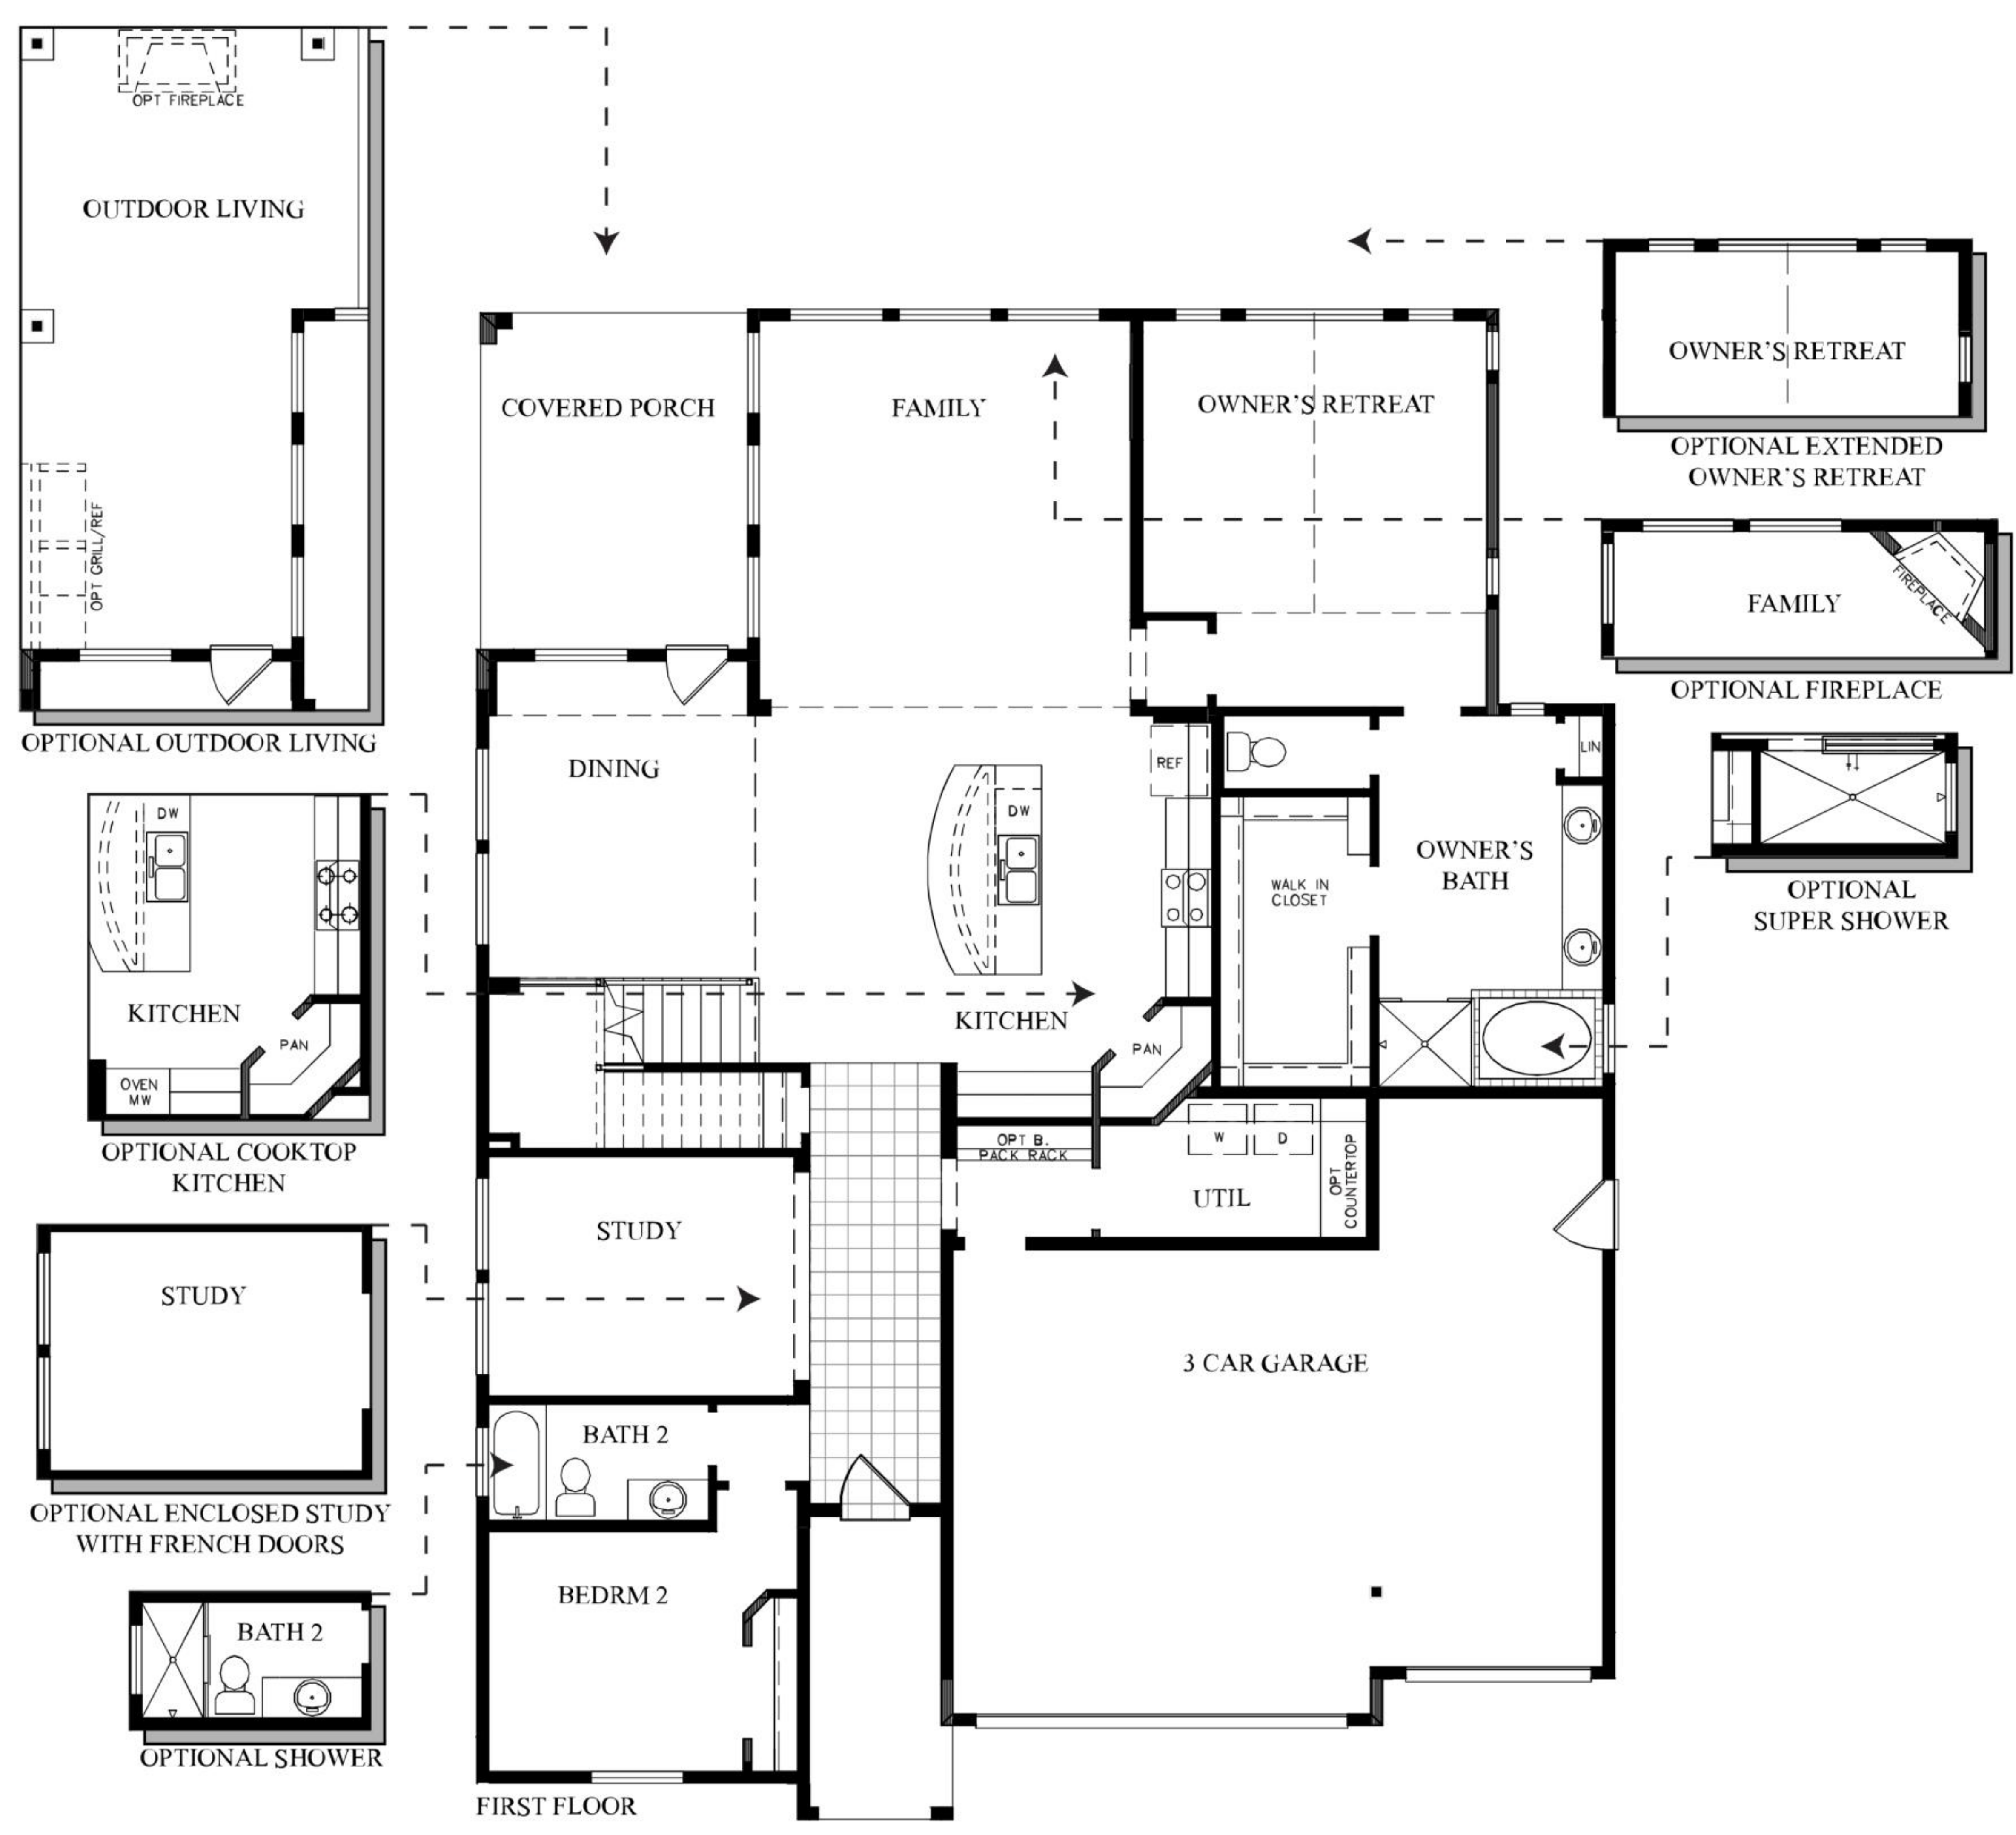 OPT FIREPLACE
OUTDOOR LIVING
OPT GRILL/REF
OPTIONAL OUTDOOR LIVING
DW
KITCHEN
PAN
OVEN
MW
OPTIONAL COOKTOP
KITCHEN
STUDY
OPTIONAL ENCLOSED STUDY
WITH FRENCH DOORS
BATH 2
OPTIONAL SHOWER
COVERED PORCH
FAMILY
OWNER'S RETREAT
DINING
REF
DW
LIN
OWNER'S
BATH
WALK IN
CLOSET
KITCHEN
PAN
OPT B.
PACK RACK
W
D
OPT
COUNTERTOP
UTIL
STUDY
3 CAR GARAGE
BATH 2
BEDRM 2
FIRST FLOOR
OWNER'S RETREAT
OPTIONAL EXTENDED
OWNER'S RETREAT
FAMILY
FIREPLACE
OPTIONAL FIREPLACE
OPTIONAL
SUPER SHOWER